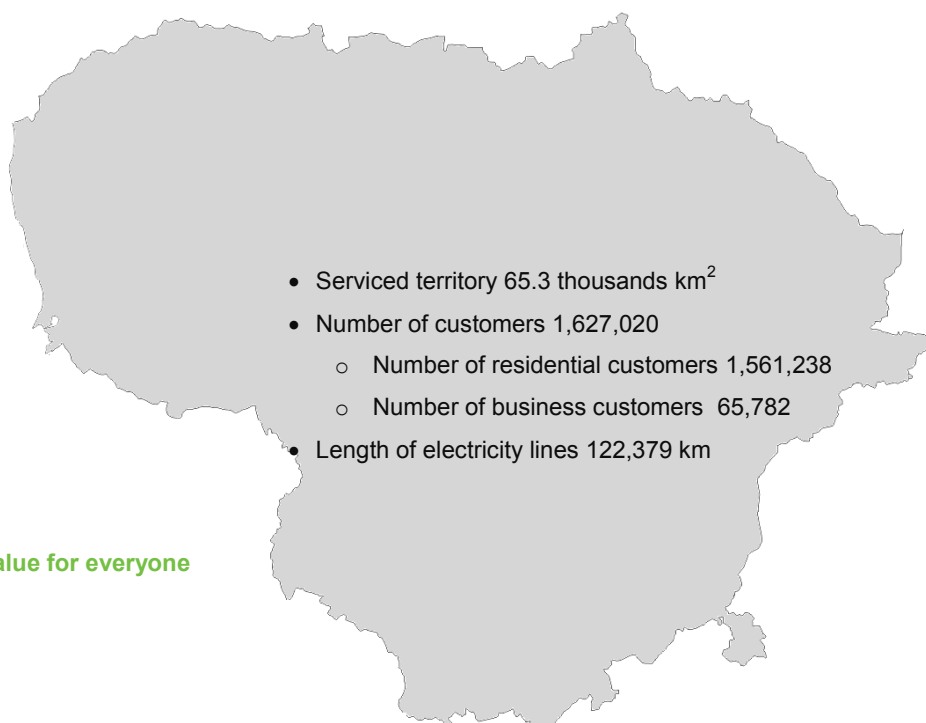 • Serviced territory 65.3 thousands km²
• Number of customers 1,627,020
o Number of residential customers 1,561,238
o Number of business customers 65,782
• Length of electricity lines 122,379 km
for everyone